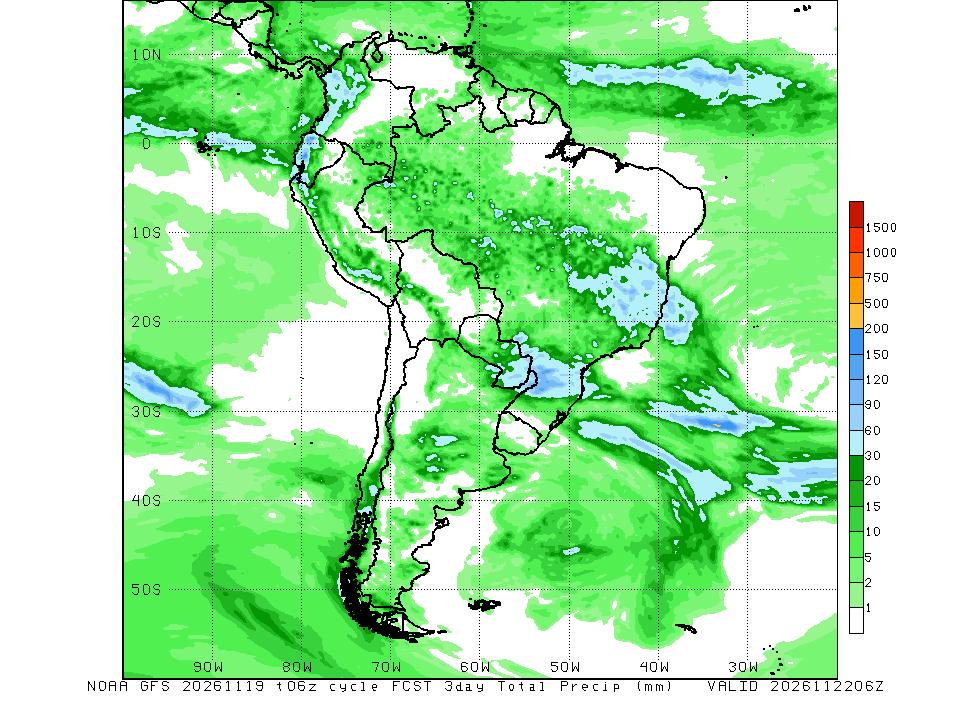 10N
0
10S
20S
30S
40S
50S
90W 80W 70W 60W 50W 40W 30W
1500
1000
750
500
200
150
120
90
60
30
20
15
10
5
2
1
NOAA GFS 20261119 t06z cycle FCST 3day Total Precip (mm) VALID 2026112206Z